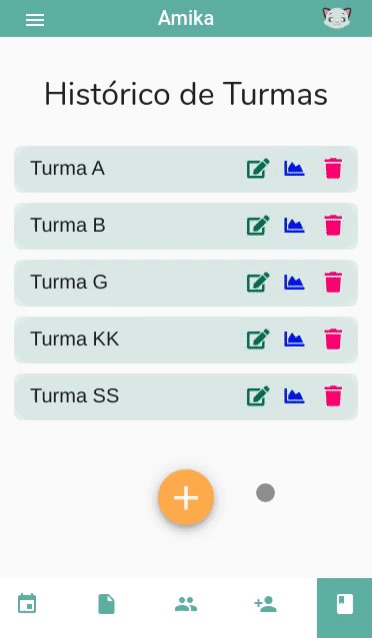 Amika
Histórico de Turmas
Turma A
Turma B
Turma G
Turma KK
Turma SS